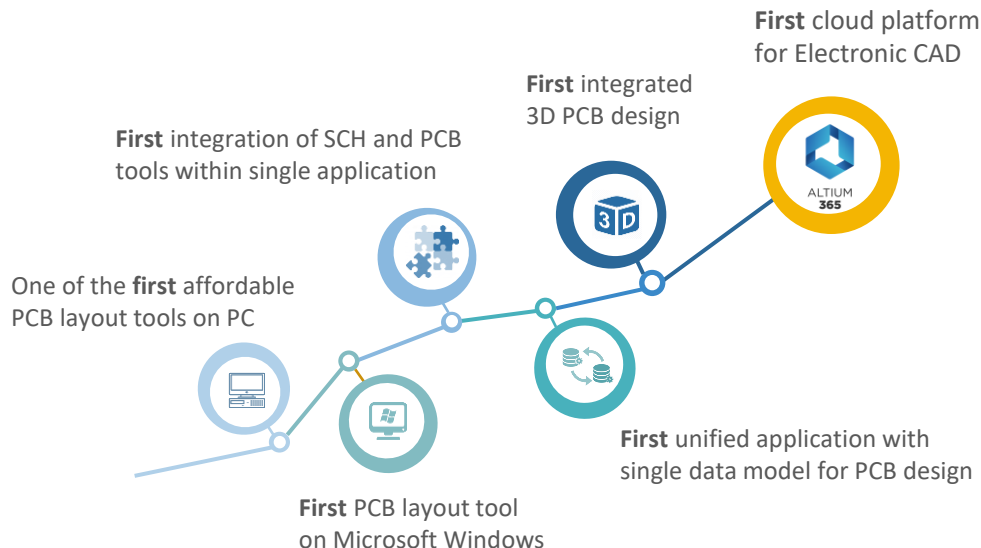 First cloud platform
for Electronic CAD
First integrated
3D PCB design
First integration of SCH and PCB
tools within single application
ALTIUM
365
3 D
One of the first affordable
PCB layout tools on PC
First unified application with
single data model for PCB design
First PCB layout tool
on Microsoft Windows